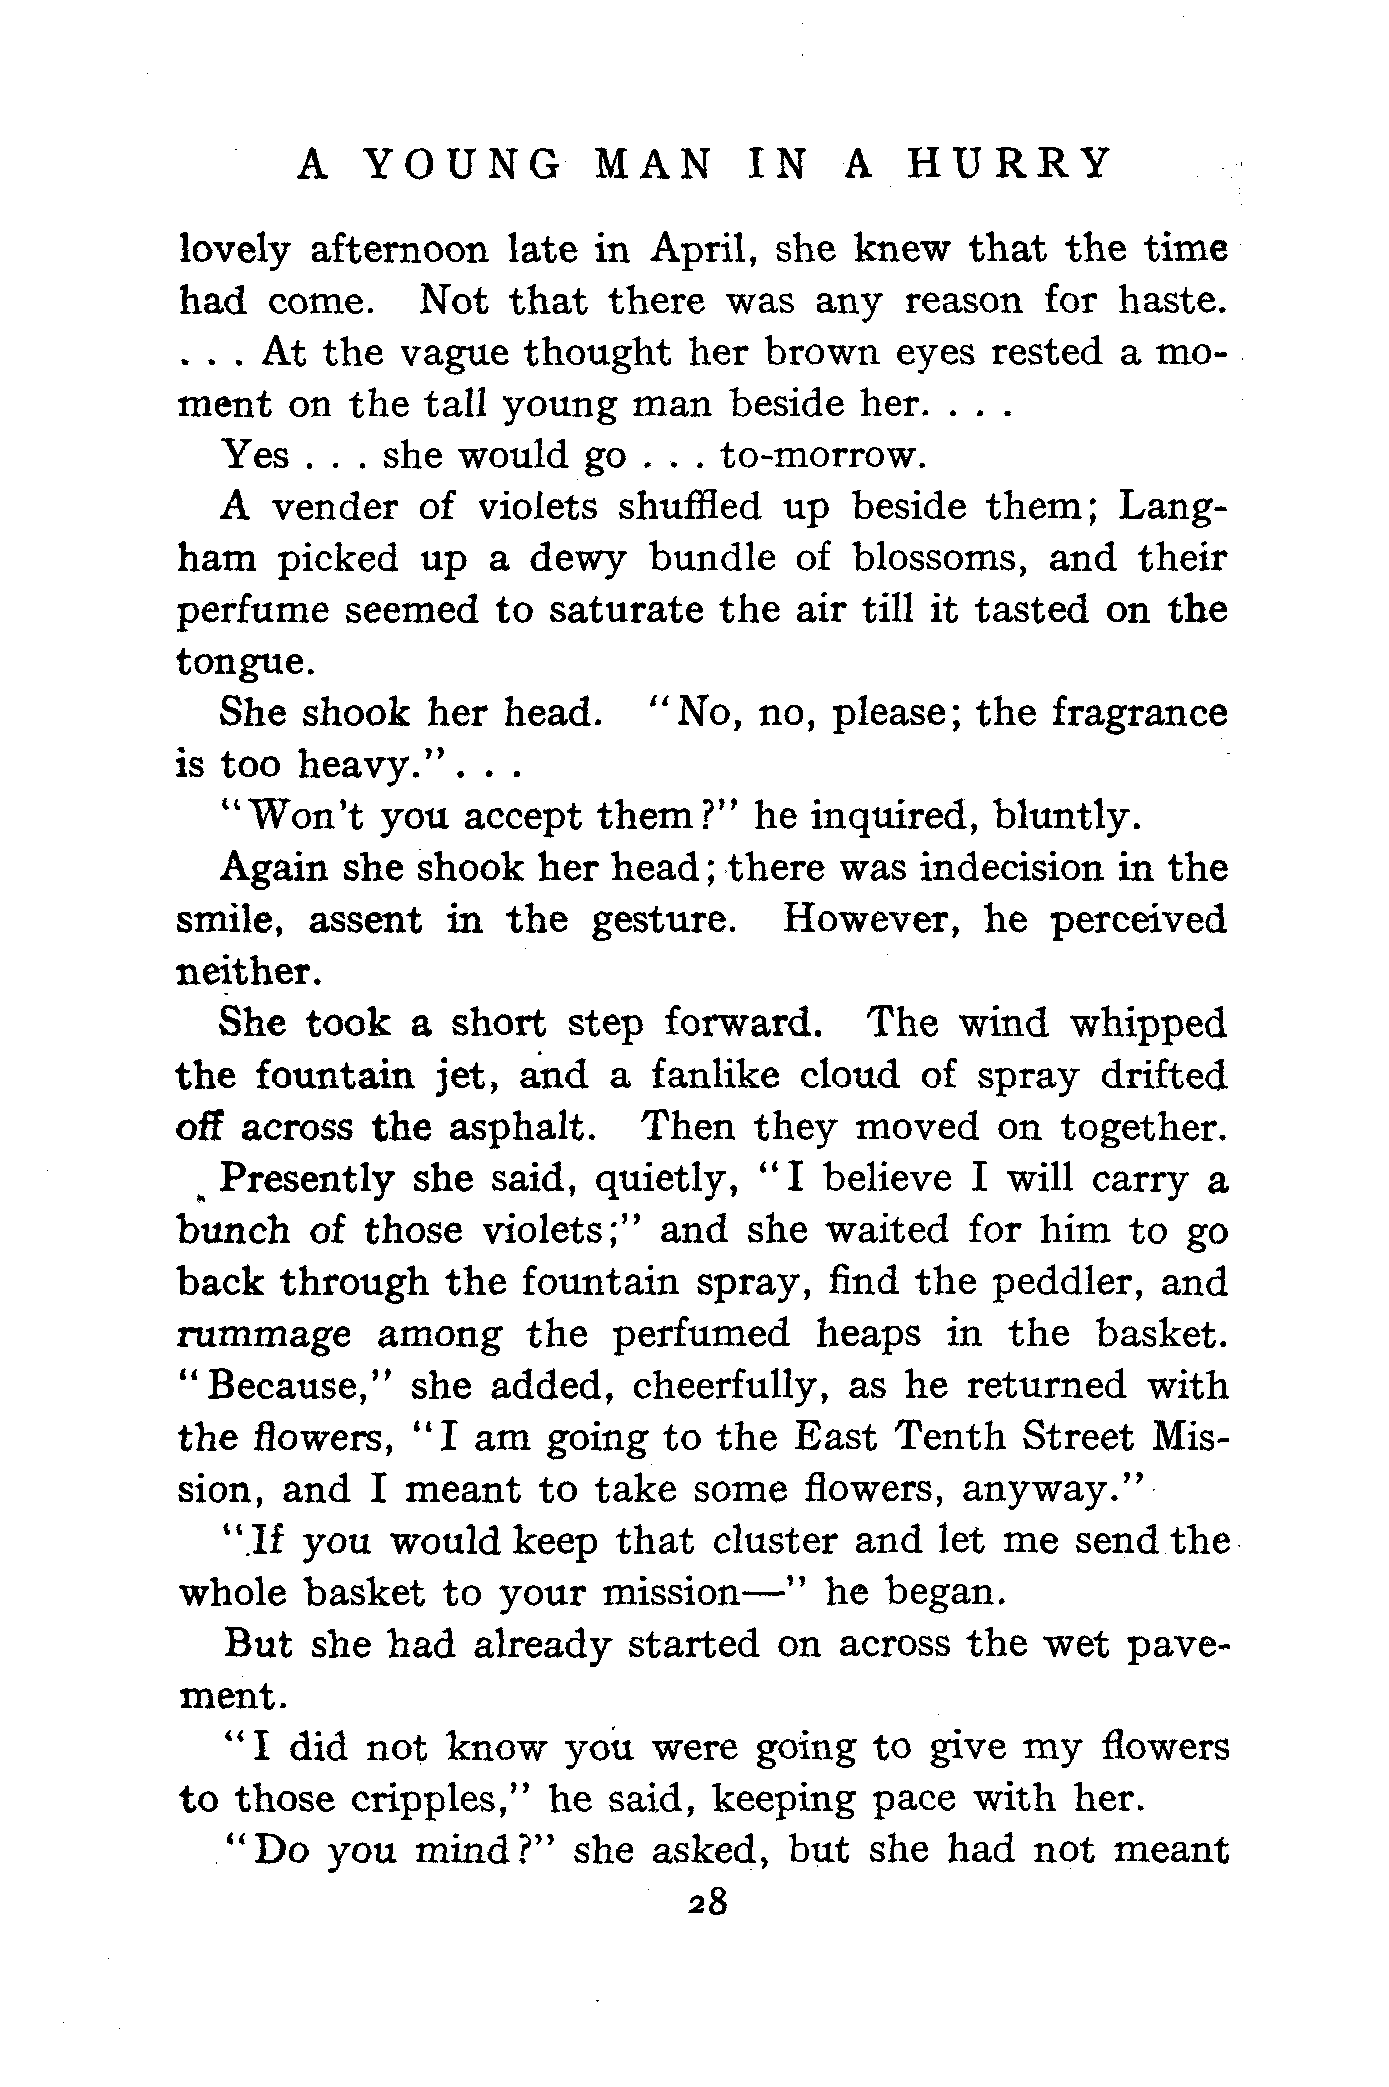 A YOUNG MAN IN A HURRY
lovely afternoon late in April, she knew that the time
had come. Not that there was any reason for haste.
. . . At the vague thought her brown eyes rested a mo-
ment on the tall young man beside her. . . .
Yes . . . she would go . . . to-morrow.
A vender of violets shuffled up beside them; Lang-
ham picked up a dewy bundle of blossoms, and their
perfume seemed to saturate the air till it tasted on the
tongue.
She shook her head. "No, no, please; the fragrance
is too heavy." . . .
"Won't you accept them?" he inquired, bluntly.
Again she shook her head; there was indecision in the
smile, assent in the gesture. However, he perceived
neither.
She took a short step forward. The wind whipped
the fountain jet, and a fanlike cloud of spray drifted
off across the asphalt. Then they moved on together.
Presently she said, quietly, "I believe I will carry a
bunch of those violets;" and she waited for him to go
back through the fountain spray, find the peddler, and
rummage among the perfumed heaps in the basket.
"Because," she added, cheerfully, as he returned with
the flowers, "I am going to the East Tenth Street Mis-
sion, and I meant to take some flowers, anyway."
"If you would keep that cluster and let me send the
whole basket to your mission—" he began.
But she had already started on across the wet pave-
ment.
"I did not know you were going to give my flowers
to those cripples," he said, keeping pace with her.
"Do you mind?" she asked, but she had not meant
28